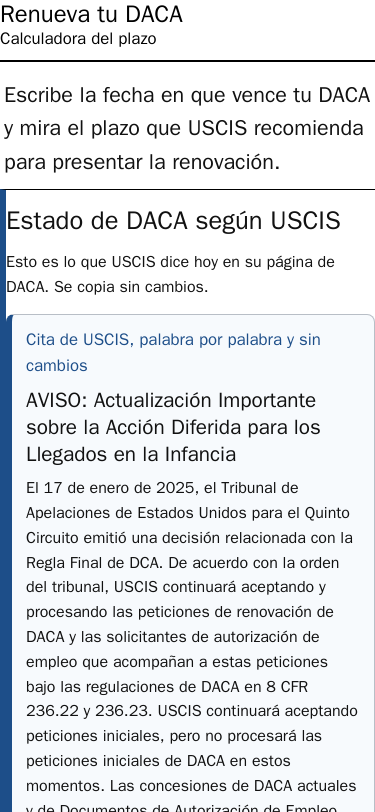 Renueva tu DACA
Calculadora del plazo
Escribe la fecha en que vence tu DACA
y mira el plazo que USCIS recomienda
para presentar la renovación.
Estado de DACA según USCIS
Esto es lo que USCIS dice hoy en su página de
DACA. Se copia sin cambios.
Cita de USCIS, palabra por palabra y sin
cambios
AVISO: Actualización Importante
sobre la Acción Diferida para los
Llegados en la Infancia
El 17 de enero de 2025, el Tribunal de
Apelaciones de Estados Unidos para el Quinto
Circuito emitió una decisión relacionada con la
Regla Final de DCA. De acuerdo con la orden
del tribunal, USCIS continuará aceptando y
procesando las peticiones de renovación de
DACA y las solicitantes de autorización de
empleo que acompañan a estas peticiones
bajo las regulaciones de DACA en 8 CFR
236.22 y 236.23. USCIS continuará aceptando
peticiones iniciales, pero no procesará las
peticiones iniciales de DACA en estos
momentos. Las concesiones de DACA actuales
y de Documentos de Autorización de Empleo